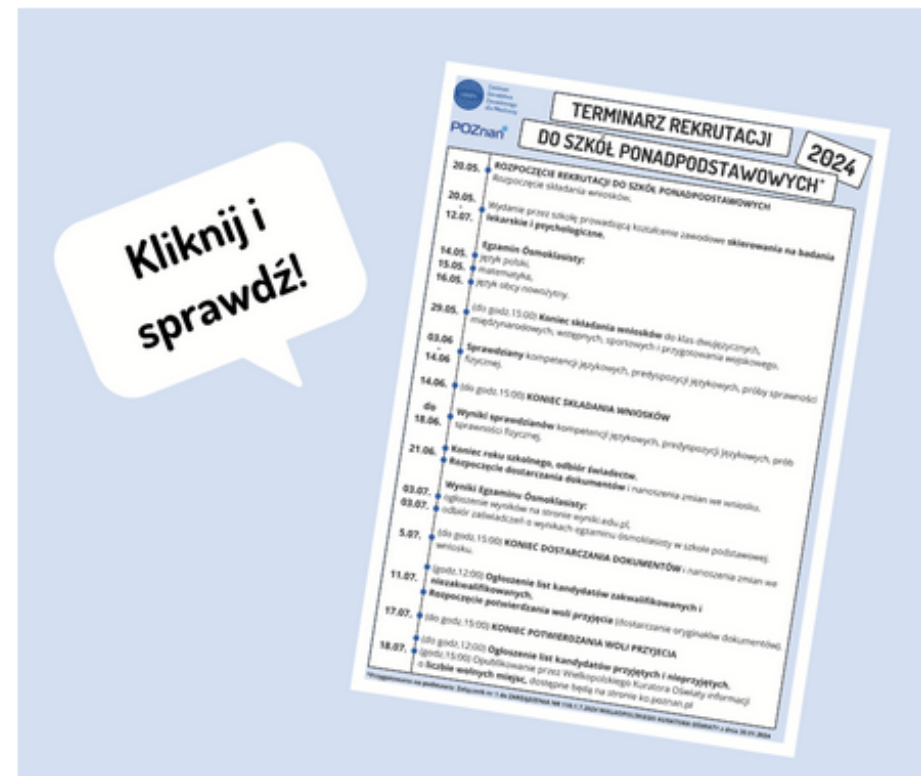 Kliknij i
sprawdź!
Centrum
Doradztwa
Zawodowego
dla Młodzieży
POZnań
TERMINARZ REKRUTACJI
2024
DO SZKÓŁ PONADPODSTAWOWYCH*
20.05. ROZPOCZĘCIE REKRUTACJI DO SZKÓŁ PONADPODSTAWOWYCH
Rozpoczęcie składania wniosków.
20.05. - 12.07. Wydanie przez szkołę prowadzącą kształcenie zawodowe skierowania na badania
lekarskie i psychologiczne.
Egzamin Ósmoklasisty:
14.05. język polski,
15.05. matematyka,
16.05. język obcy nowożytny.
29.05. (do godz.15:00) Koniec składania wniosków do klas dwujęzycznych,
międzynarodowych, wstępnych, sportowych i przygotowania wojskowego.
03.06 - 14.06 Sprawdziany kompetencji językowych, predyspozycji językowych, próby sprawności
fizycznej.
14.06. (do godz.15:00) KONIEC SKŁADANIA WNIOSKÓW
do 18.06. Wyniki sprawdzianów kompetencji językowych, predyspozycji językowych, prób
sprawności fizycznej.
21.06. Koniec roku szkolnego, odbiór świadectw.
Rozpoczęcie dostarczania dokumentów i nanoszenia zmian we wniosku.
Wyniki Egzaminu Ósmoklasisty:
03.07. ogłoszenie wyników na stronie wyniki.edu.pl,
03.07. odbiór zaświadczeń o wynikach egzaminu ósmoklasisty w szkole podstawowej.
5.07. (do godz.15:00) KONIEC DOSTARCZANIA DOKUMENTÓW i nanoszenia zmian we
wniosku.
11.07. (godz.12:00) Ogłoszenie list kandydatów zakwalifikowanych i
niezakwalifikowanych.
Rozpoczęcie potwierdzania woli przyjęcia (dostarczanie oryginałów dokumentów).
17.07. (do godz.15:00) KONIEC POTWIERDZANIA WOLI PRZYJĘCIA
18.07. (do godz.12:00) Ogłoszenie list kandydatów przyjętych i nieprzyjętych.
(godz.15:00) Opublikowanie przez Wielkopolskiego Kuratora Oświaty informacji
o liczbie wolnych miejsc, dostępne będą na stronie ko.poznan.pl